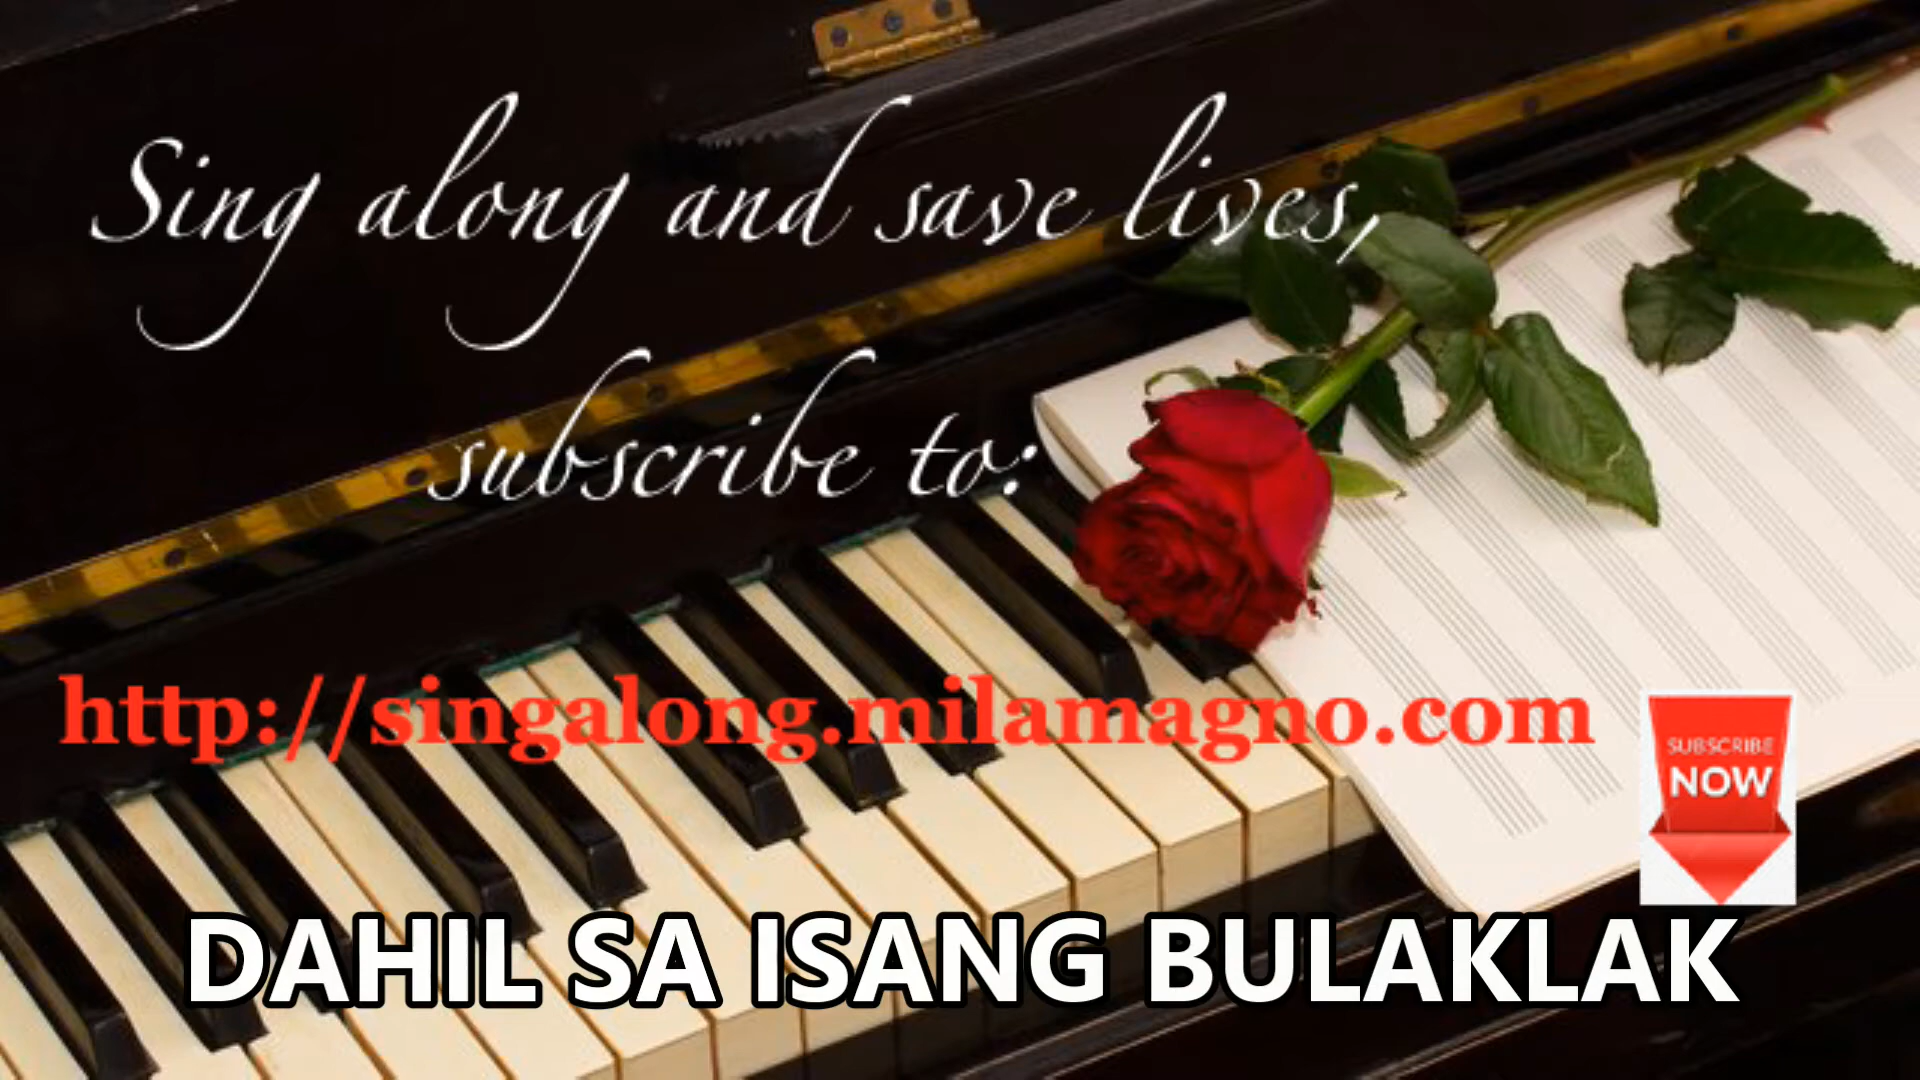 Sing along and save lives,
subscribe to:
http://singalong.milamagno.com
SUBSCRIBE
NOW
DAHIL SA ISANG BULAKLAK